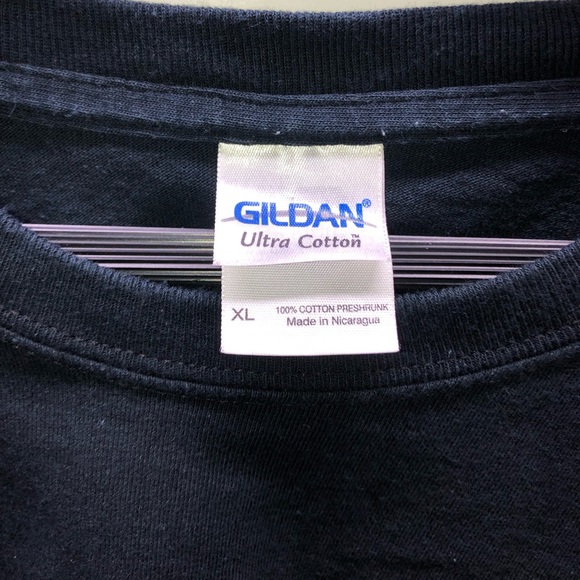 GILDAN®
Ultra Cotton™
XL
100% COTTON PRESHRUNK
Made in Nicaragua